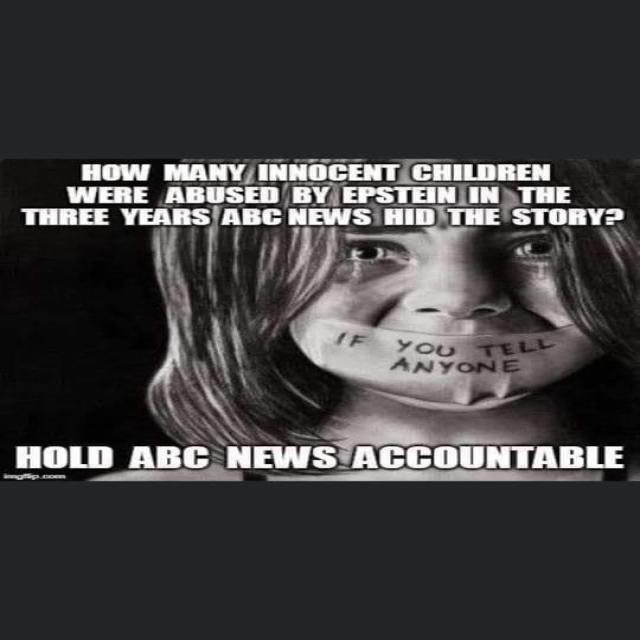 HOW MANY INNOCENT CHILDREN
WERE ABUSED BY EPSTEIN IN THE
THREE YEARS ABC NEWS HID THE STORY?
IF YOU TELL
ANYONE
HOLD ABC NEWS ACCOUNTABLE
imgflip.com